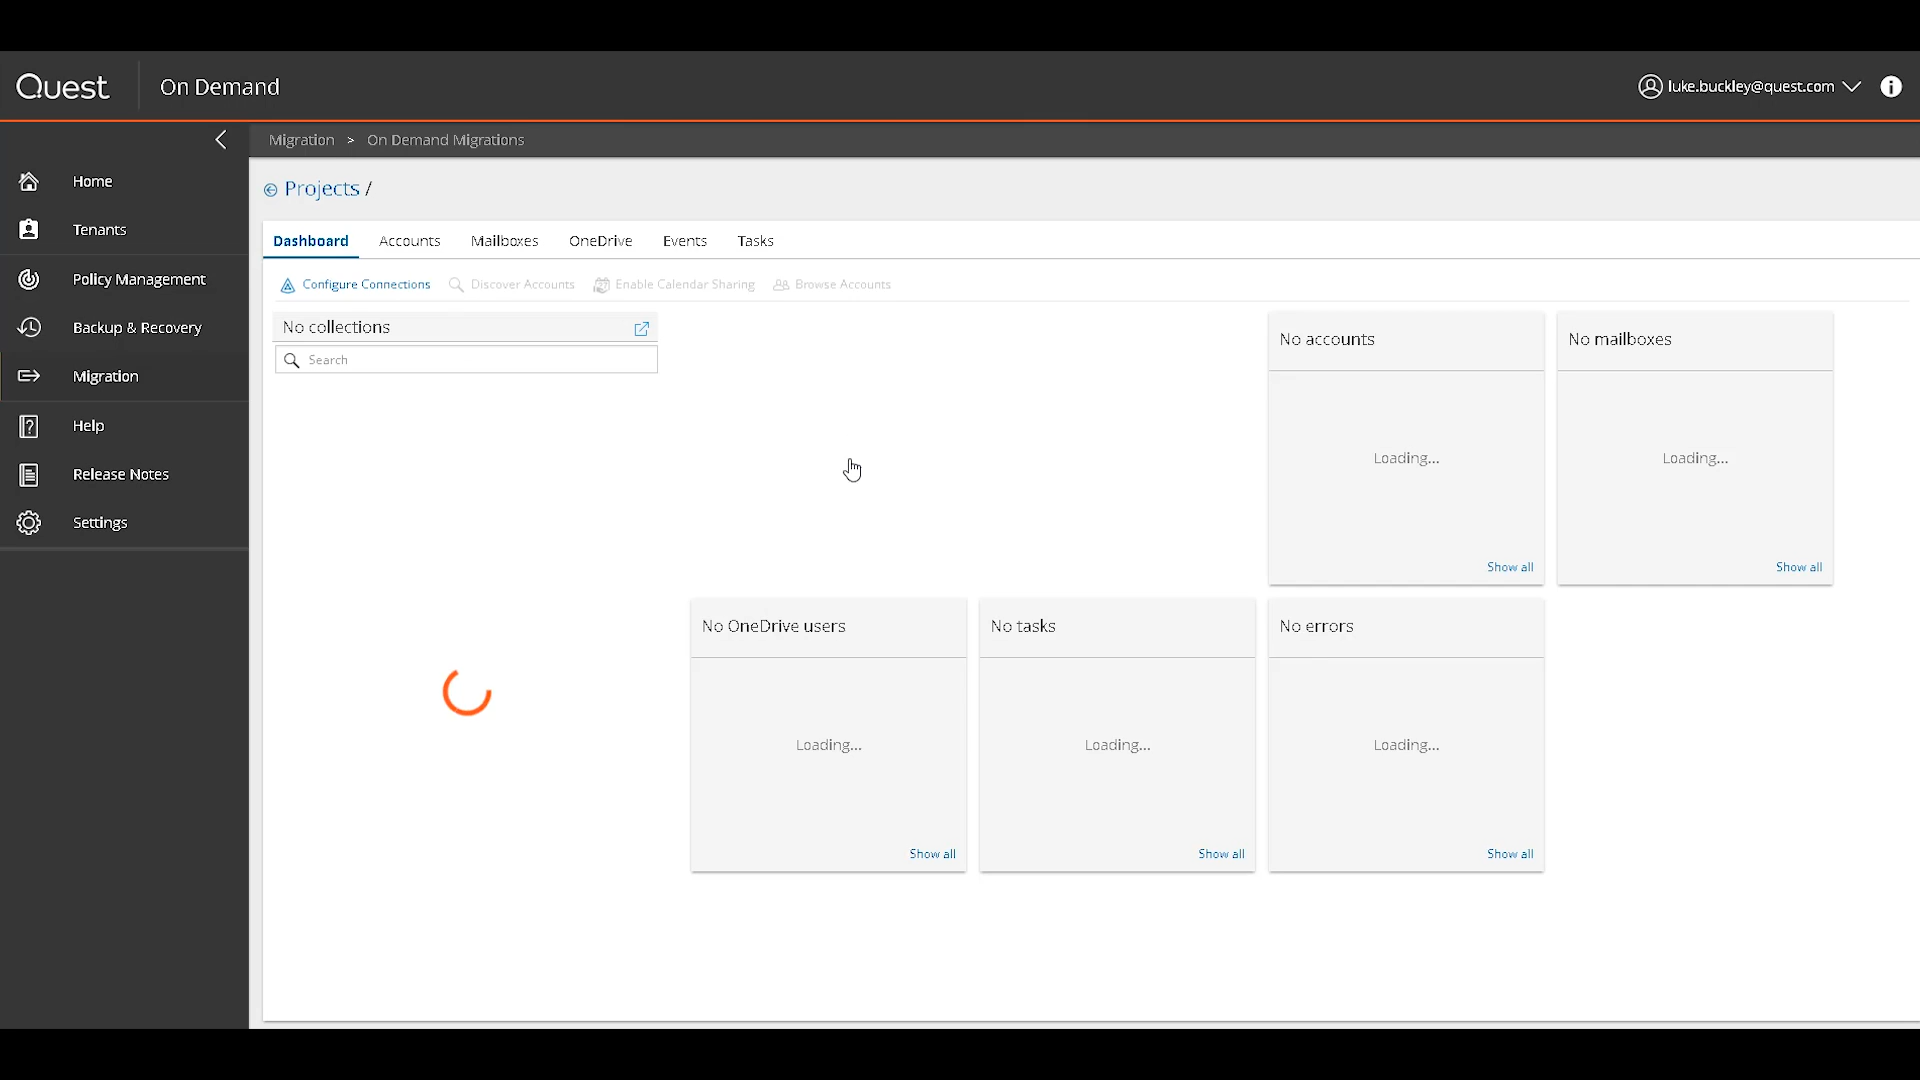 Quest
On Demand
luke.buckley@quest.com
Migration > On Demand Migrations
Home
Tenants
Policy Management
Backup & Recovery
Migration
Help
Release Notes
Settings
Projects /
Dashboard Accounts Mailboxes OneDrive Events Tasks
Configure Connections Discover Accounts Enable Calendar Sharing Browse Accounts
No collections
Search
No accounts
Loading...
Show all
No mailboxes
Loading...
Show all
No OneDrive users
Loading...
Show all
No tasks
Loading...
Show all
No errors
Loading...
Show all